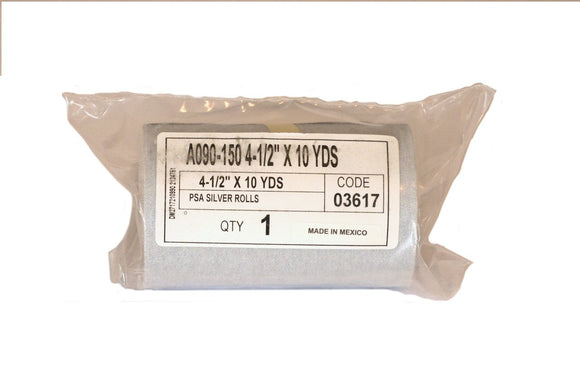 A090-150 4-1/2" X 10 YDS
4-1/2" X 10 YDS
PSA SILVER ROLLS
CODE
03617
QTY 1
MADE IN MEXICO